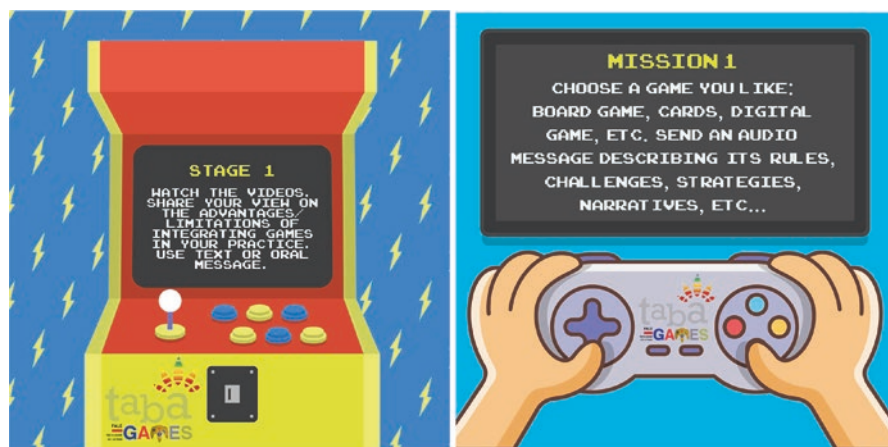 STAGE 1
WATCH THE VIDEOS.
SHARE YOUR VIEW ON
THE ADVANTAGES/
LIMITATIONS OF
INTEGRATING GAMES
IN YOUR PRACTICE.
USE TEXT OR ORAL
MESSAGE.
taba
GAMES
MISSION 1
CHOOSE A GAME YOU LIKE:
BOARD GAME, CARDS, DIGITAL
GAME, ETC. SEND AN AUDIO
MESSAGE DESCRIBING ITS RULES,
CHALLENGES, STRATEGIES,
NARRATIVES, ETC...
taba
GAMES